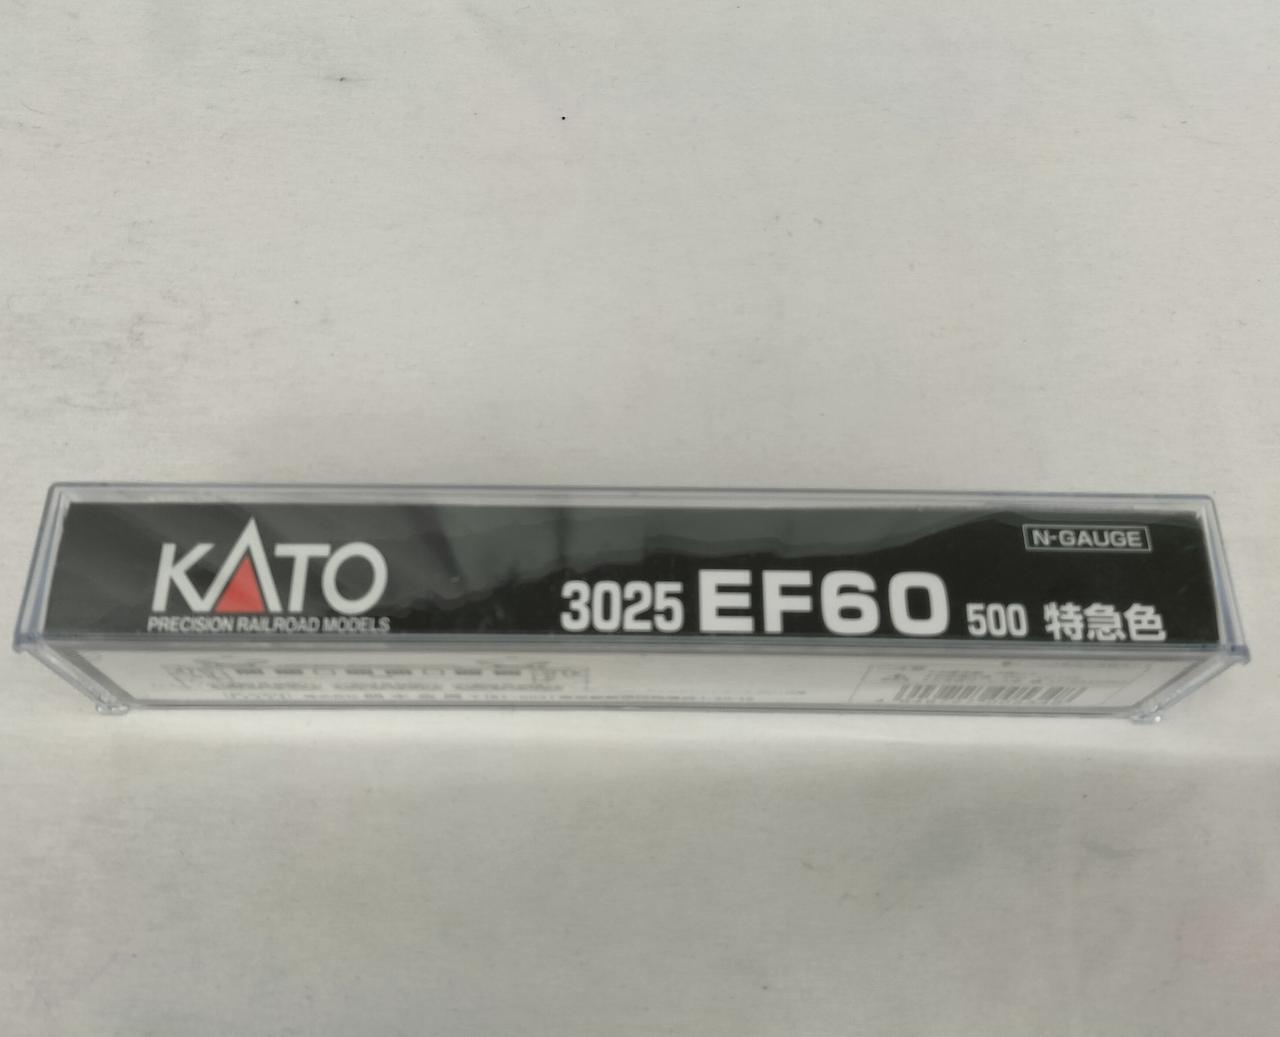 KATO
PRECISION RAILROAD MODELS
N-GAUGE
3025 EF60 500 特急色